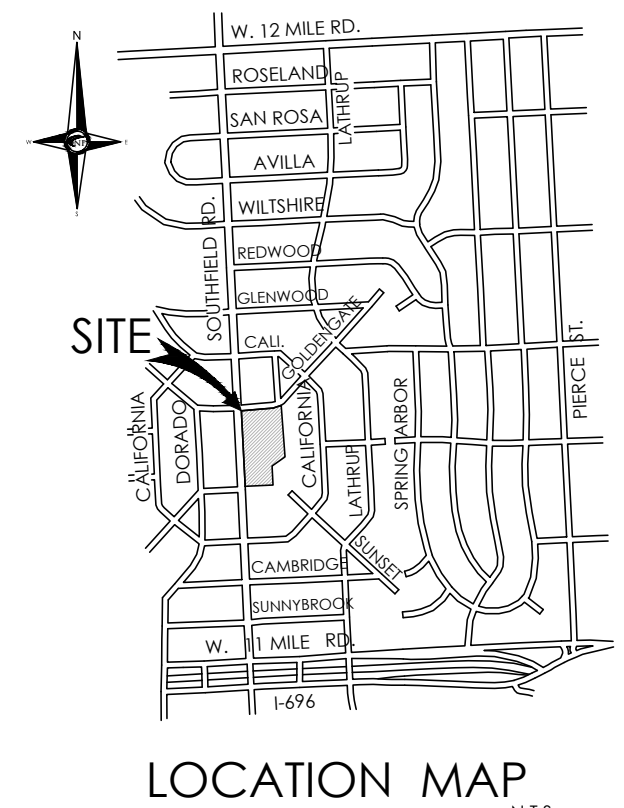 W. 12 MILE RD.
N
ROSELAND
LATHRUP
SAN ROSA
W
NF
E
AVILLA
S
WILTSHIRE
SOUTHFIELD RD.
REDWOOD
GLENWOOD
SITE
CALI.
GOLDENGATE
PIERCE ST.
CALIFORNIA
DORADO
CALIFORNIA
LATHRUP
SPRING ARBOR
SUNSET
CAMBRIDGE
SUNNYBROOK
W. 11 MILE RD.
I-696
LOCATION MAP